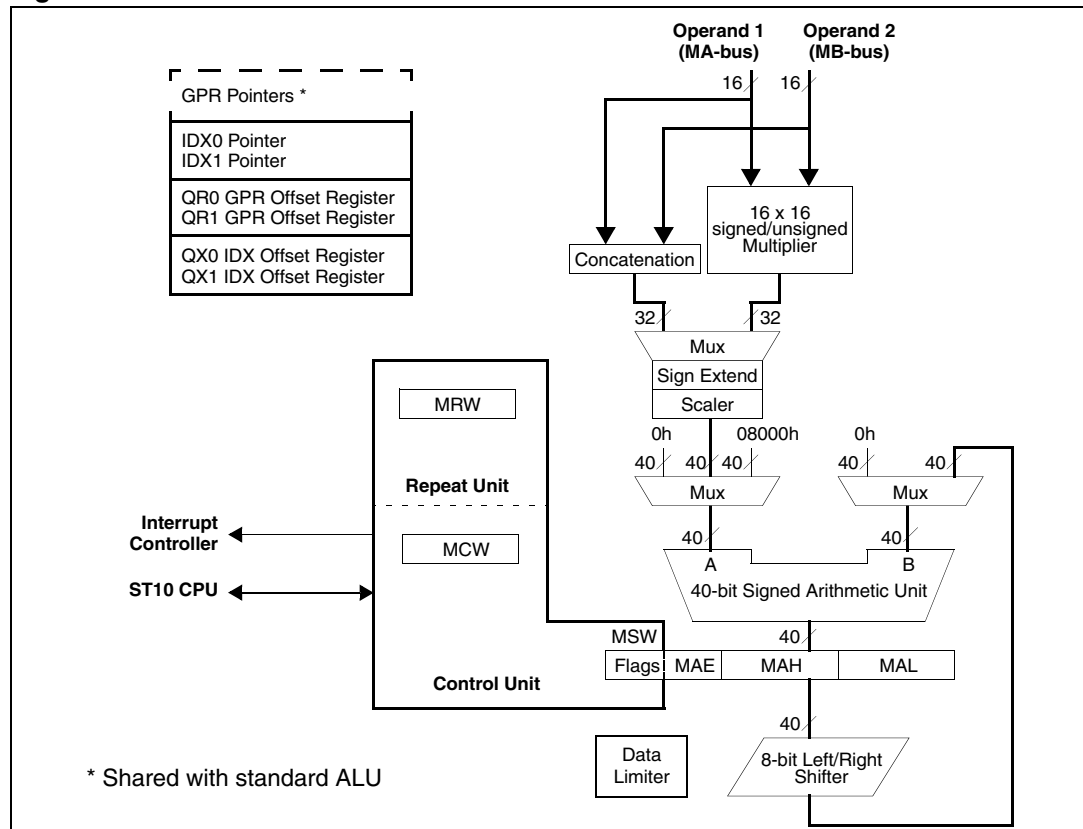 Operand 1
(MA-bus)
Operand 2
(MB-bus)
16
16
GPR Pointers *
IDX0 Pointer
IDX1 Pointer
QR0 GPR Offset Register
QR1 GPR Offset Register
QX0 IDX Offset Register
QX1 IDX Offset Register
16 x 16
signed/unsigned
Multiplier
Concatenation
32
32
Mux
Sign Extend
Scaler
0h
08000h
0h
40
40
40
40
40
Mux
Mux
MRW
Repeat Unit
Interrupt
Controller
MCW
ST10 CPU
40
40
A
B
40-bit Signed Arithmetic Unit
MSW
40
Flags
MAE
MAH
MAL
Control Unit
40
Data
Limiter
8-bit Left/Right
Shifter
* Shared with standard ALU